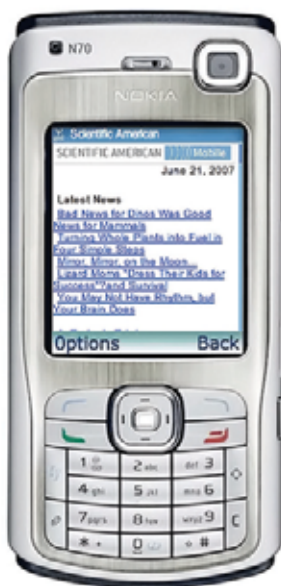 N70
NOKIA
Scientific American
SCIENTIFIC AMERICAN Mobile
June 21, 2007
Latest News
Bad News for Dinos Was Good
News for Mammals
Turning Whole Plants into Fuel in
Four Simple Steps
Mirror, Mirror, on the Moon...
Lizard Moms "Dress Their Kids for
Success"?and Survival
You May Not Have Rhythm, but
Your Brain Does
Options Back
1 2 abc def 3
4 ghi 5 jkl mno 6
7 pqrs 8 tuv wxyz 9 C
* + 0 #